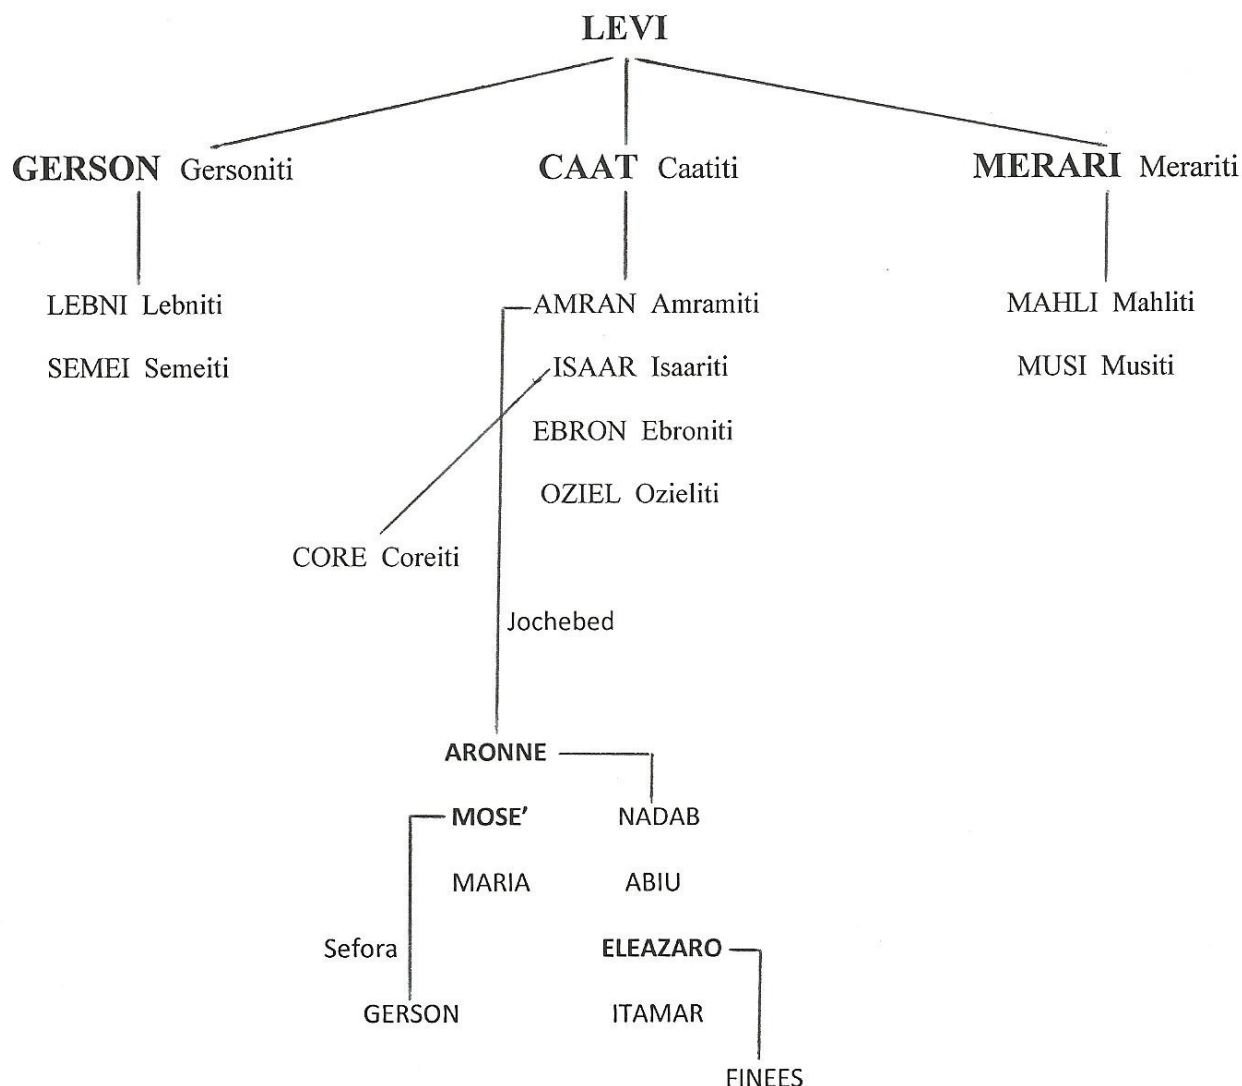 LEVI
GERSON Gersoniti CAAT Caatiti MERARI Merariti
LEBNI Lebniti AMRAN Amramiti MAHLI Mahliti
SEMEI Semeiti ISAAR Isaariti MUSI Musiti
EBRON Ebroniti
OZIEL Ozieliti
CORE Coreiti
Jochebed
ARONNE
MOSE’ NADAB
MARIA ABIU
Sefora ELEAZARO
GERSON ITAMAR
FINEES